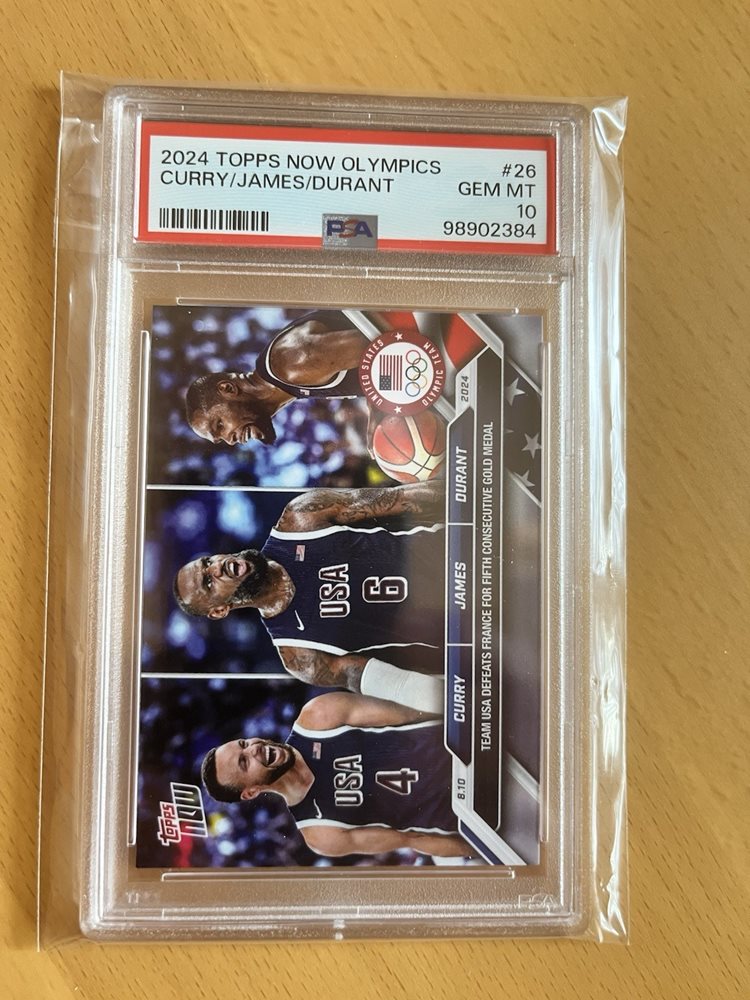 2024 TOPPS NOW OLYMPICS
#26
CURRY/JAMES/DURANT
GEM MT
10
PSA
98902384
TOPPS
NOW
USA
4
USA
6
UNITED STATES
OLYMPIC TEAM
8.10
CURRY
JAMES
DURANT
2024
TEAM USA DEFEATS FRANCE FOR FIFTH CONSECUTIVE GOLD MEDAL
PSA